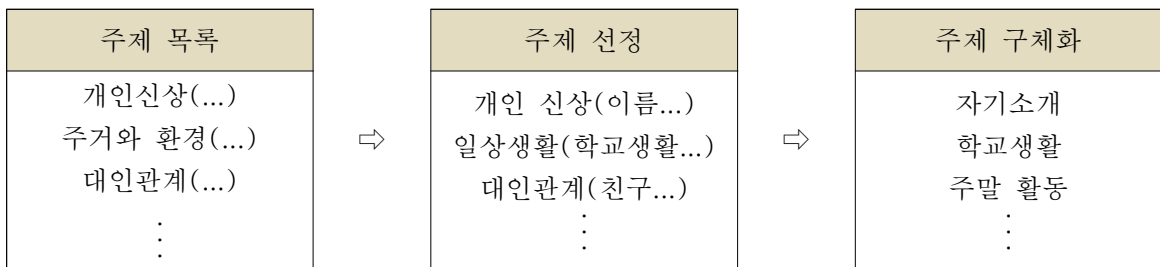 주제 목록
개인신상(...)
주거와 환경(...)
대인관계(...)
⇨
주제 선정
개인 신상(이름...)
일상생활(학교생활...)
대인관계(친구...)
⇨
주제 구체화
자기소개
학교생활
주말 활동